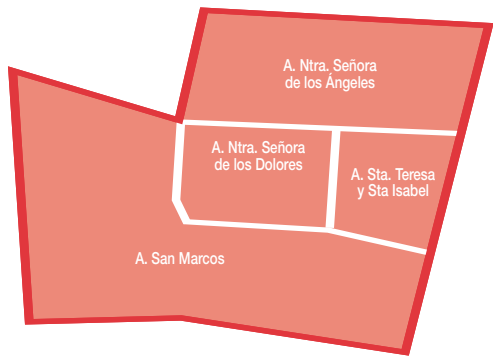 A. Ntra. Señora
de los Ángeles
A. Ntra. Señora
de los Dolores
A. Sta. Teresa
y Sta Isabel
A. San Marcos